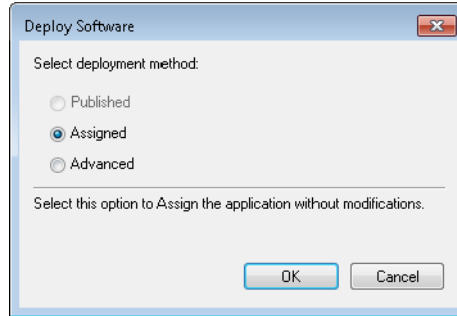 Deploy Software
Select deployment method:
Published
Assigned
Advanced
Select this option to Assign the application without modifications.
OK Cancel